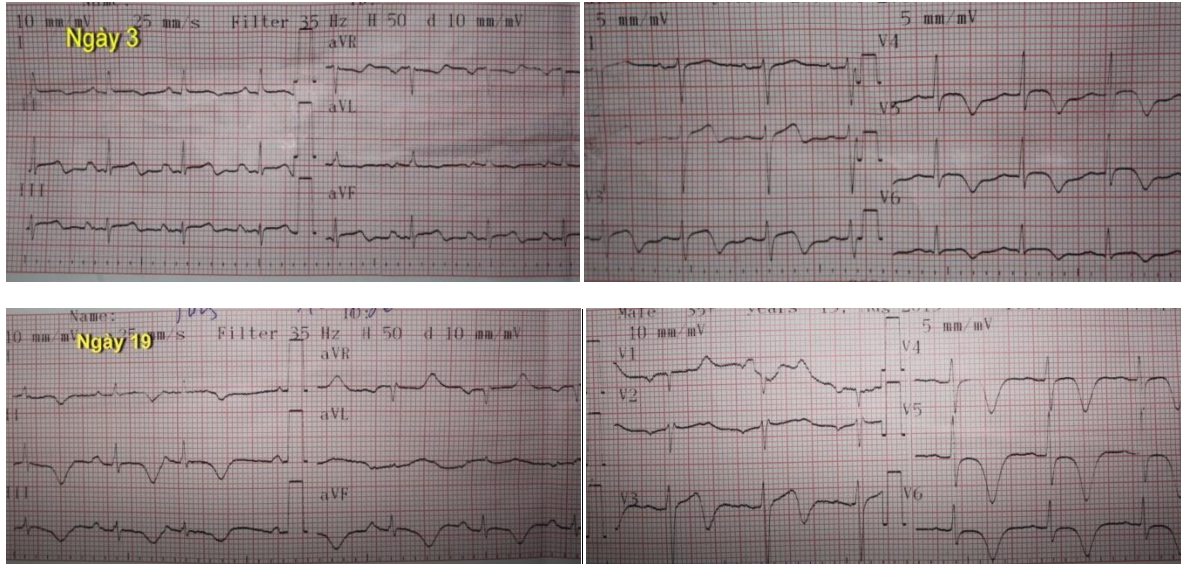 10 mm/mV 25 mm/s Filter 35 Hz H 50 d 10 mm/mV
Ngày 3
I
aVR
II
aVL
III
aVF
5 mm/mV 5 mm/mV
I
V4
V5
V3
V6
Name:
10 mm/mV 25 mm/s Filter 35 Hz H 50 d 10 mm/mV
Ngày 19
aVR
II
aVL
III
aVF
Male 35 years
10 mm/mV 5 mm/mV
V1
V4
V2
V5
V3
V6